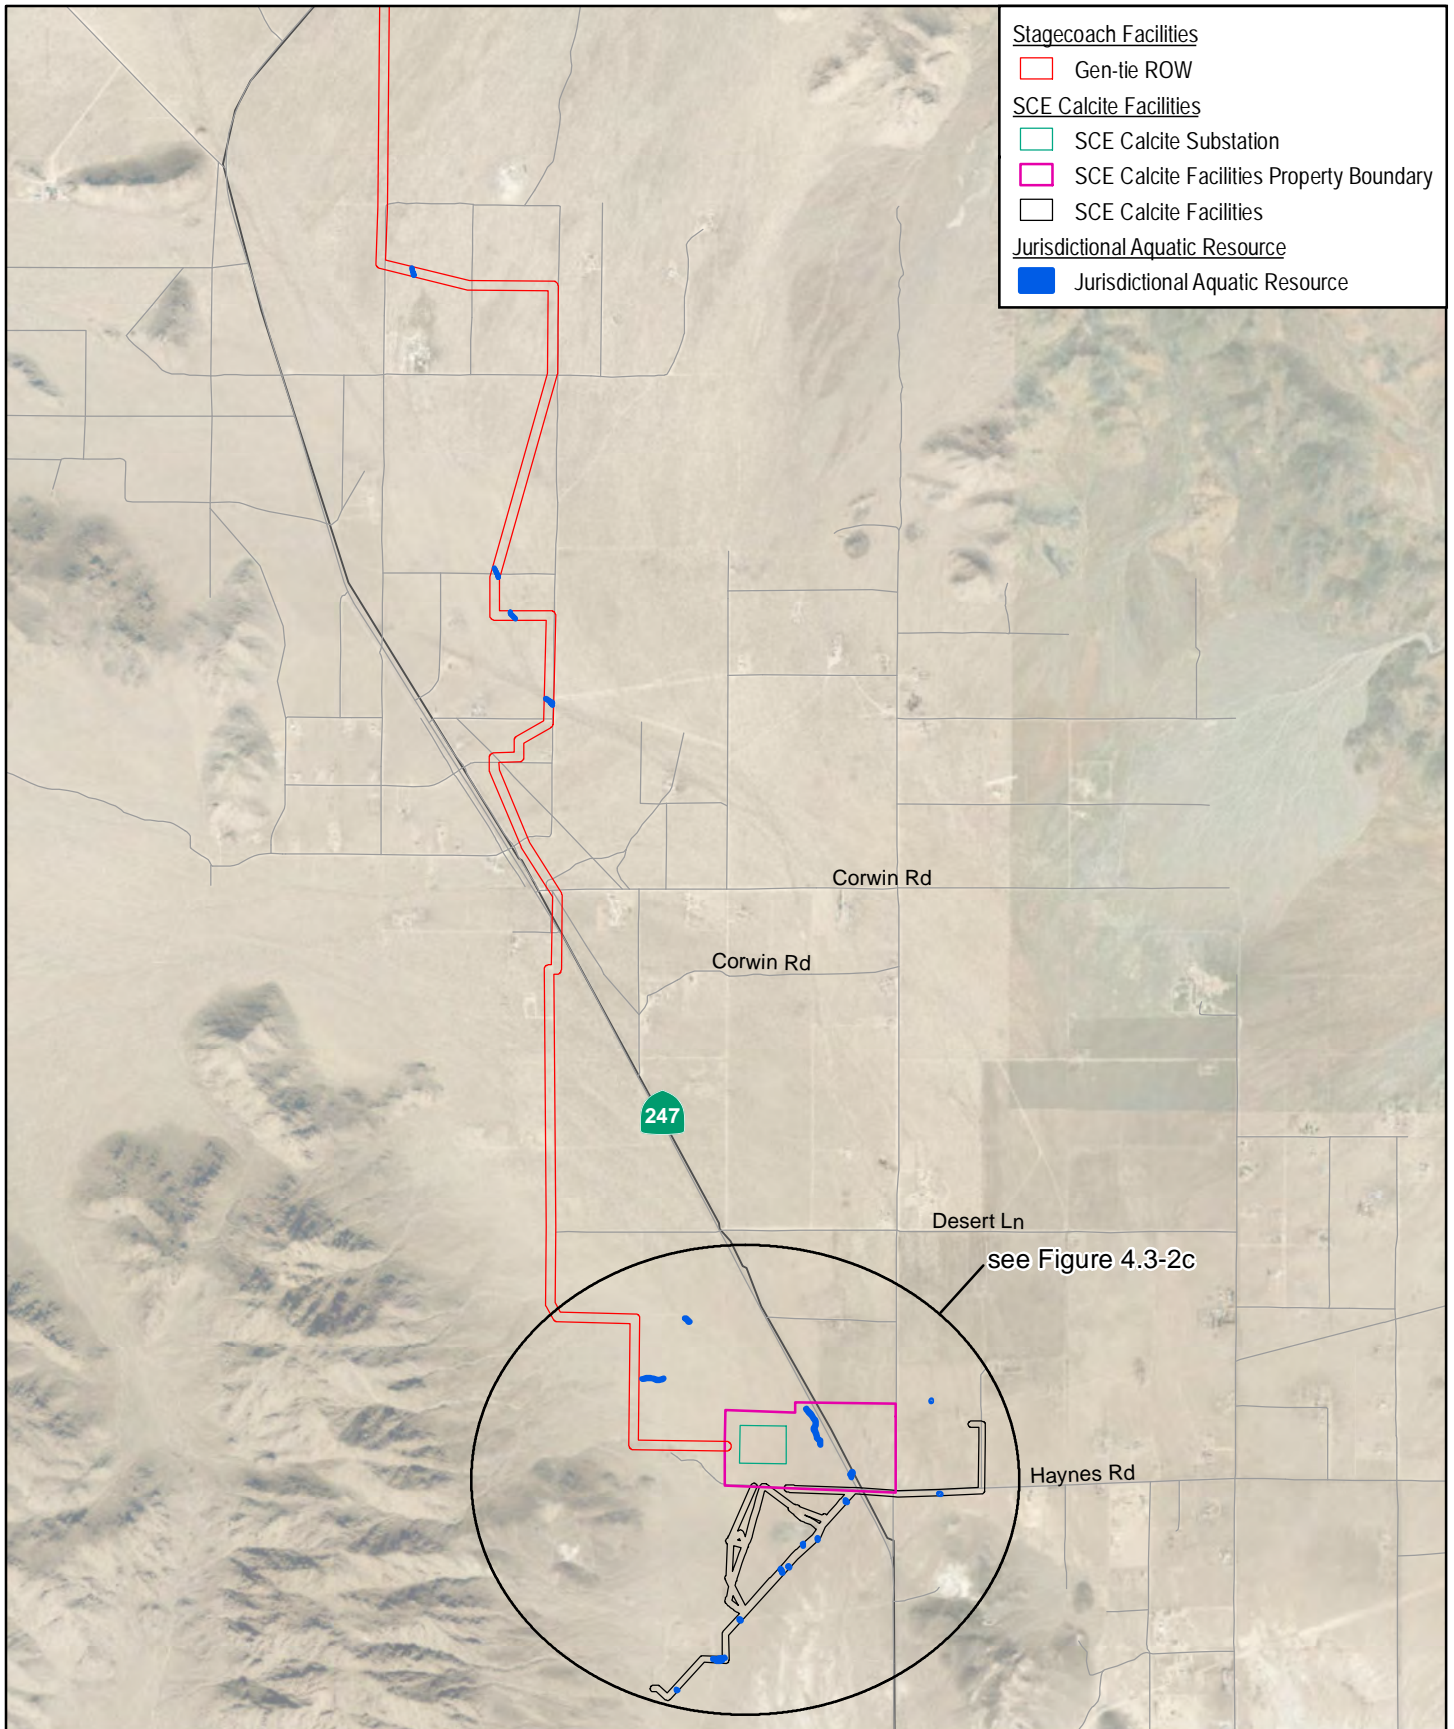 Stagecoach Facilities
Gen-tie ROW
SCE Calcite Facilities
SCE Calcite Substation
SCE Calcite Facilities Property Boundary
SCE Calcite Facilities
Jurisdictional Aquatic Resource
Jurisdictional Aquatic Resource
Corwin Rd
Corwin Rd
247
Desert Ln
see Figure 4.3-2c
Haynes Rd